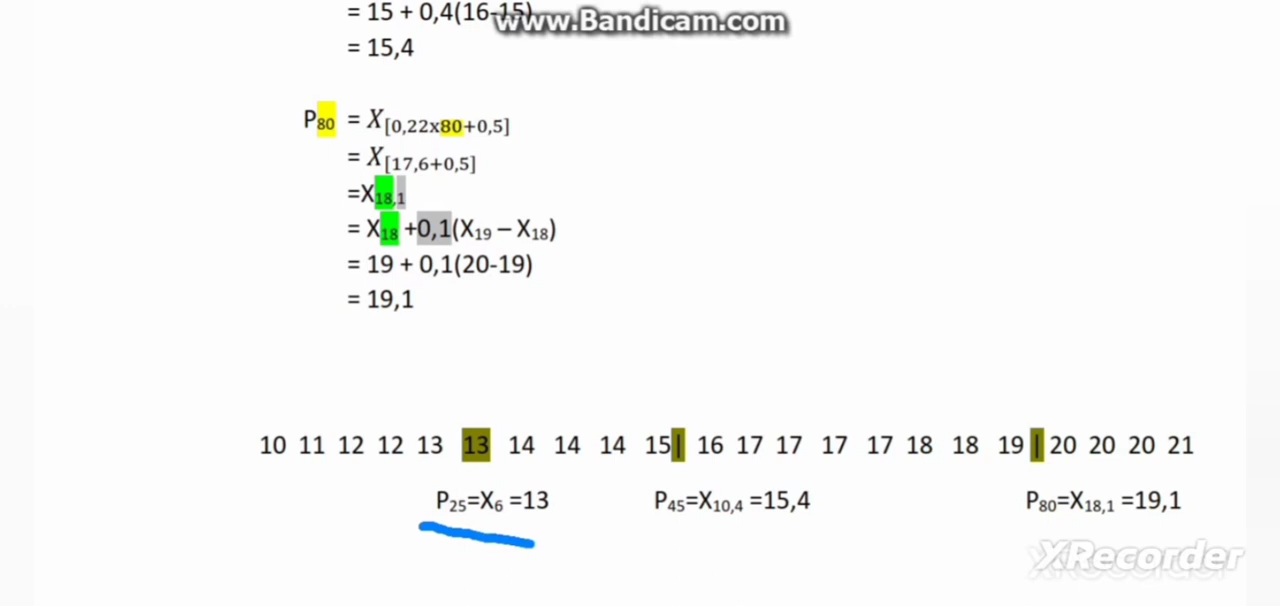 = 15 + 0,4(16-15)
www.Bandicam.com
= 15,4
P80 = X[0,22x80+0,5]
= X[17,6+0,5]
=X18,1
= X18 +0,1(X19 – X18)
= 19 + 0,1(20-19)
= 19,1
10 11 12 12 13 13 14 14 14 15| 16 17 17 17 17 18 18 19 | 20 20 20 21
P25=X6 =13 P45=X10,4 =15,4 P80=X18,1 =19,1
XRecorder